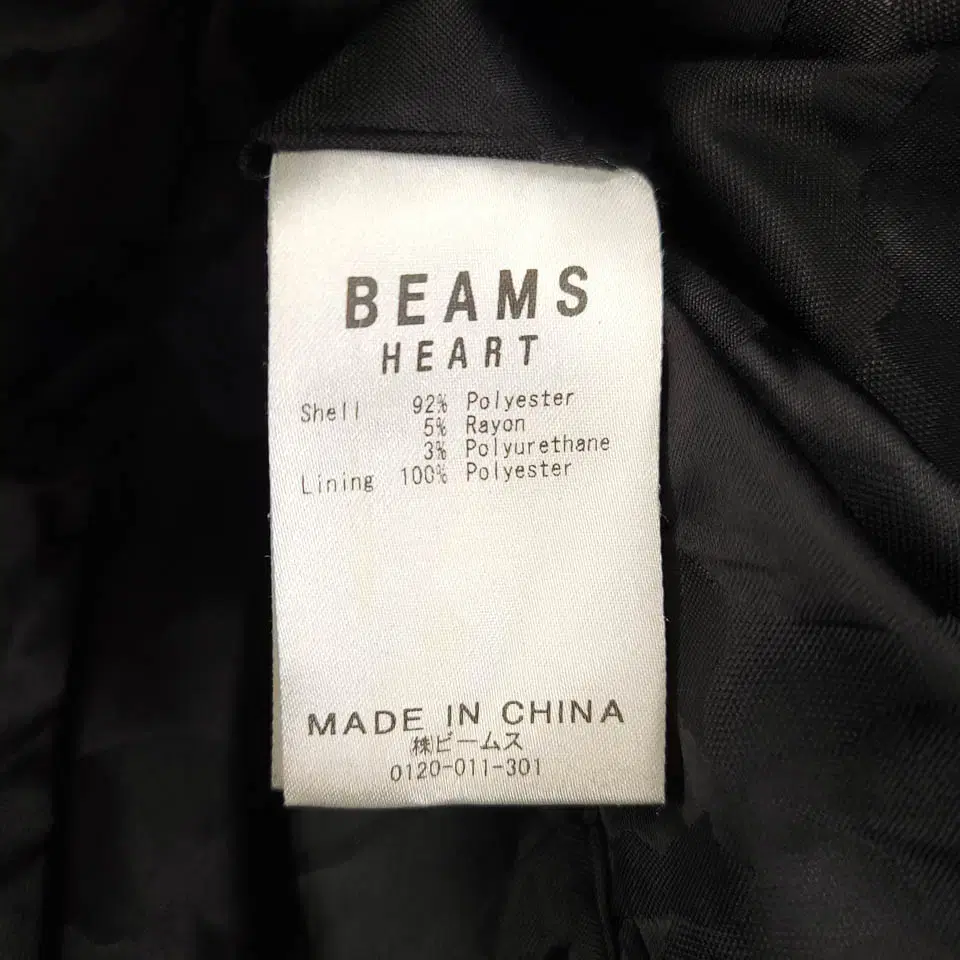 BEAMS
HEART
Shell 92% Polyester
5% Rayon
3% Polyurethane
Lining 100% Polyester
MADE IN CHINA
㈱ビームス
0120-011-301